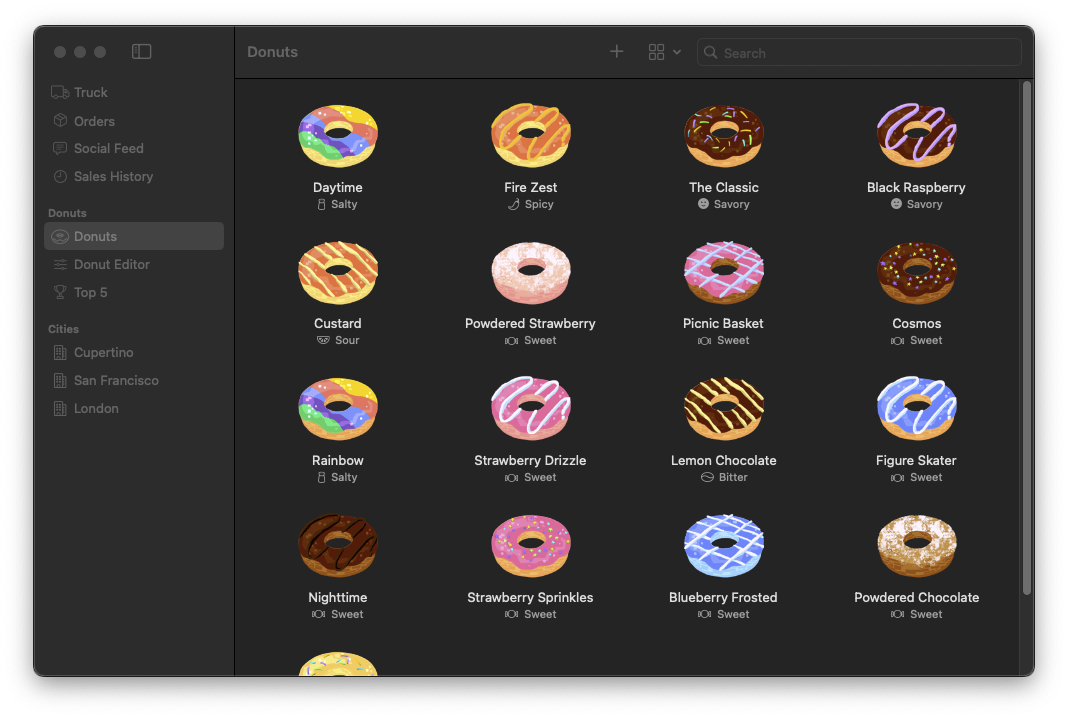 Donuts
Search
Truck
Orders
Social Feed
Sales History
Donuts
Donuts
Donut Editor
Top 5
Cities
Cupertino
San Francisco
London
Daytime
Salty
Fire Zest
Spicy
The Classic
Savory
Black Raspberry
Savory
Custard
Sour
Powdered Strawberry
Sweet
Picnic Basket
Sweet
Cosmos
Sweet
Rainbow
Salty
Strawberry Drizzle
Sweet
Lemon Chocolate
Bitter
Figure Skater
Sweet
Nighttime
Sweet
Strawberry Sprinkles
Sweet
Blueberry Frosted
Sweet
Powdered Chocolate
Sweet